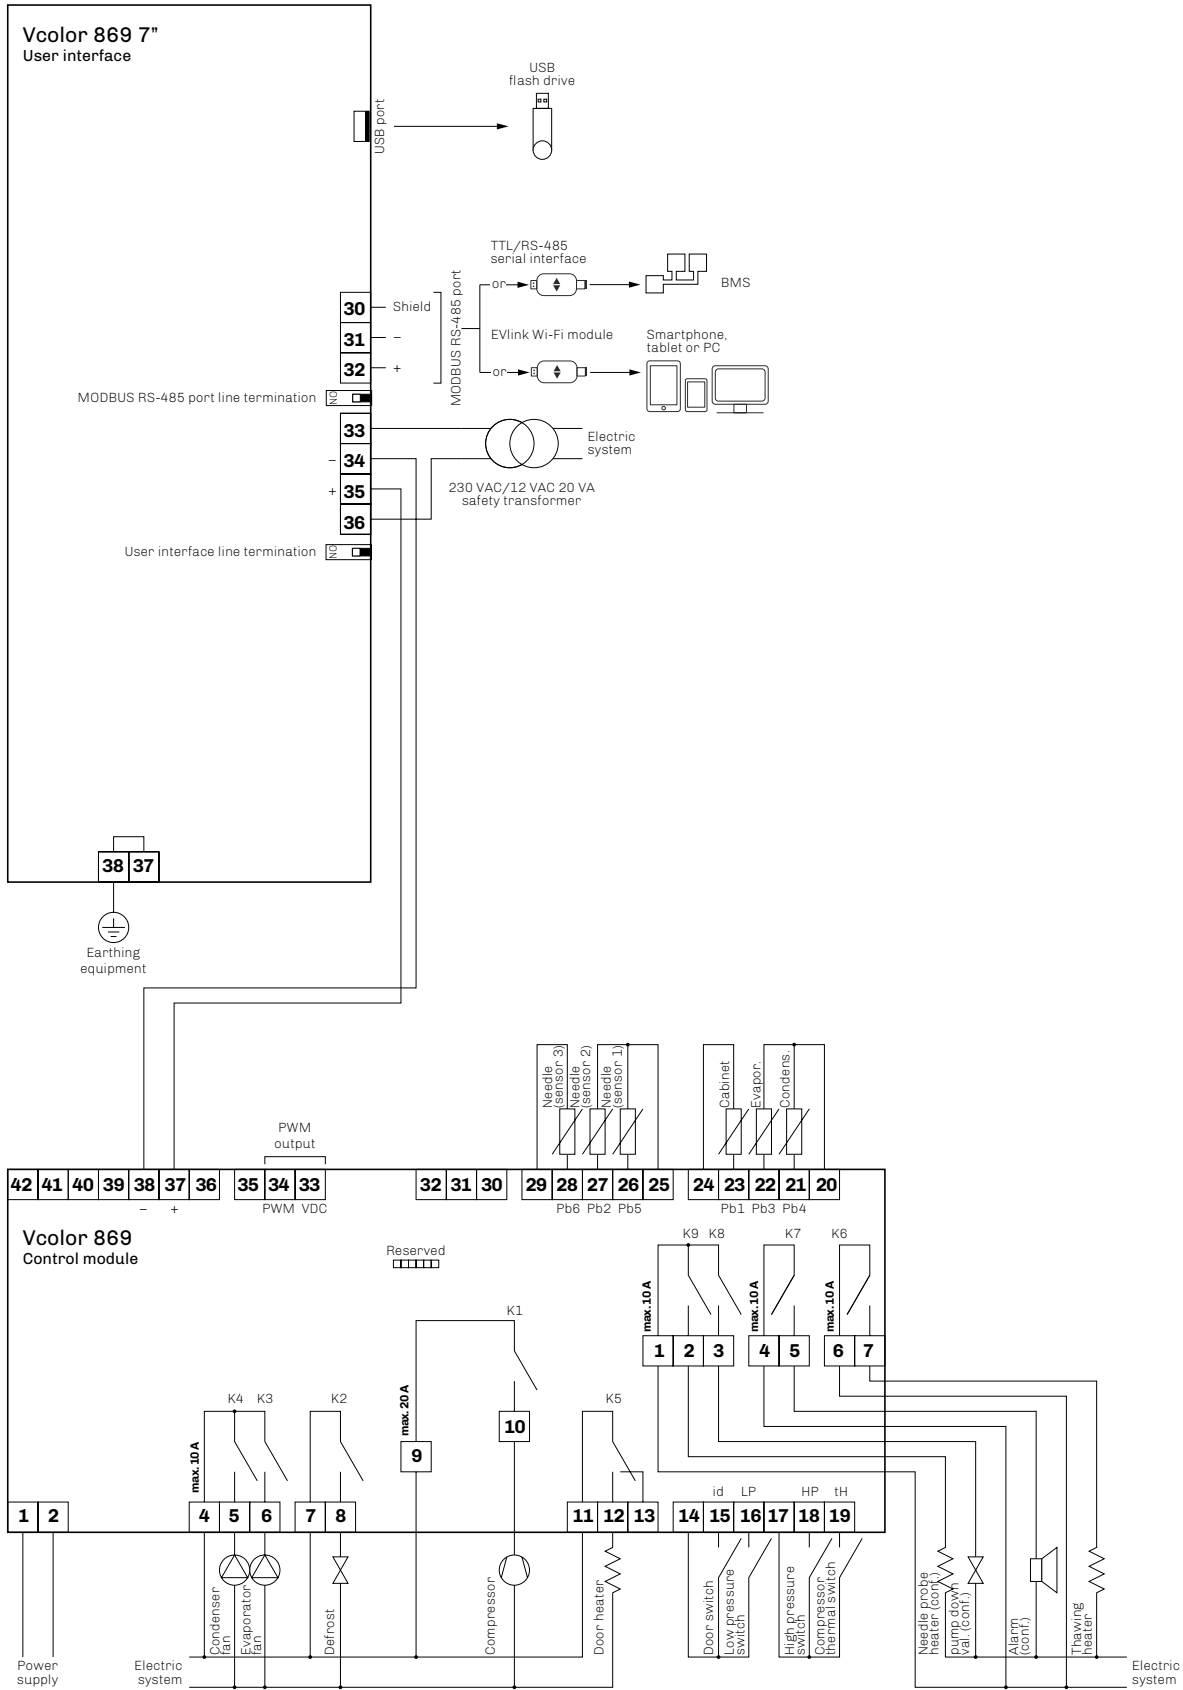 Vcolor 869 7”
User interface
USB
flash drive
USB port
TTL/RS-485
serial interface
30
Shield
or
BMS
31
–
MODBUS RS-485 port
EVlink Wi-Fi module
Smartphone,
tablet or PC
32
+
or
MODBUS RS-485 port line termination
NO
33
Electric
system
–
34
+
35
230 VAC/12 VAC 20 VA
safety transformer
36
User interface line termination
NO
38 37
Earthing
equipment
Needle
(sensor 3)
Needle
(sensor 2)
Needle
(sensor 1)
Cabinet
Evapor.
Condens.
PWM
output
42 41 40 39 38 37 36 35 34 33 32 31 30 29 28 27 26 25 24 23 22 21 20
– +
PWM VDC
Pb6 Pb2 Pb5
Pb1 Pb3 Pb4
Vcolor 869
Control module
Reserved
K9 K8
K7
K6
max. 10 A
max. 10 A
max. 10 A
K1
1 2 3 4 5 6 7
K4 K3
K2
max. 20 A
K5
10
max. 10 A
9
id LP
HP tH
1 2 4 5 6 7 8 11 12 13 14 15 16 17 18 19
Condenser
fan
Evaporator
fan
Defrost
Compressor
Door heater
Door switch
Low pressure
switch
High pressure
switch
Compressor
thermal switch
Needle probe
heater (conf.)
pump down
val. (conf.)
Alarm
(conf.)
Thawing
heater
Power
supply
Electric
system
Electric
system